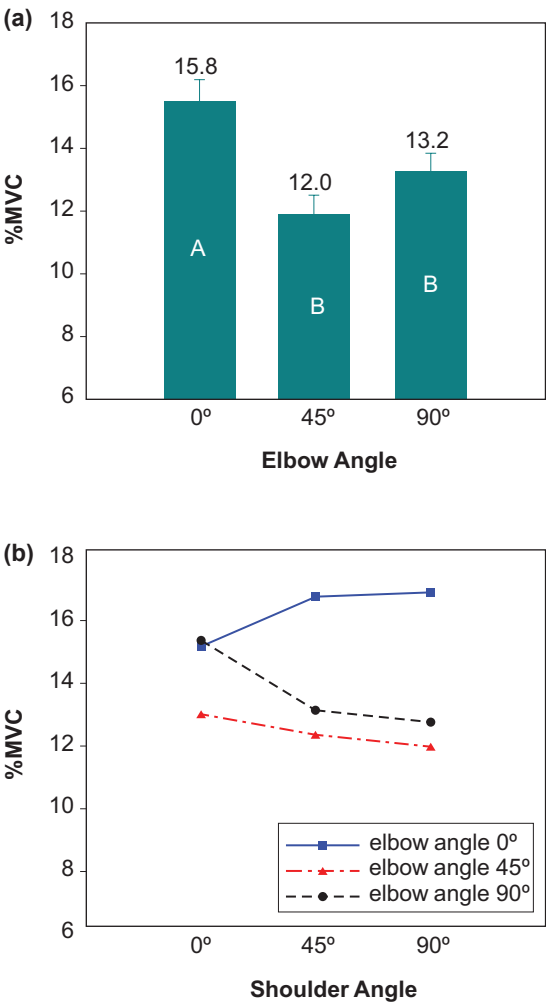 (a)
18
16
14
12
10
8
6
%MVC
15.8
12.0
13.2
A
B
B
0º
45º
90º
Elbow Angle
(b)
18
16
14
12
10
8
6
%MVC
elbow angle 0º
elbow angle 45º
elbow angle 90º
0º
45º
90º
Shoulder Angle